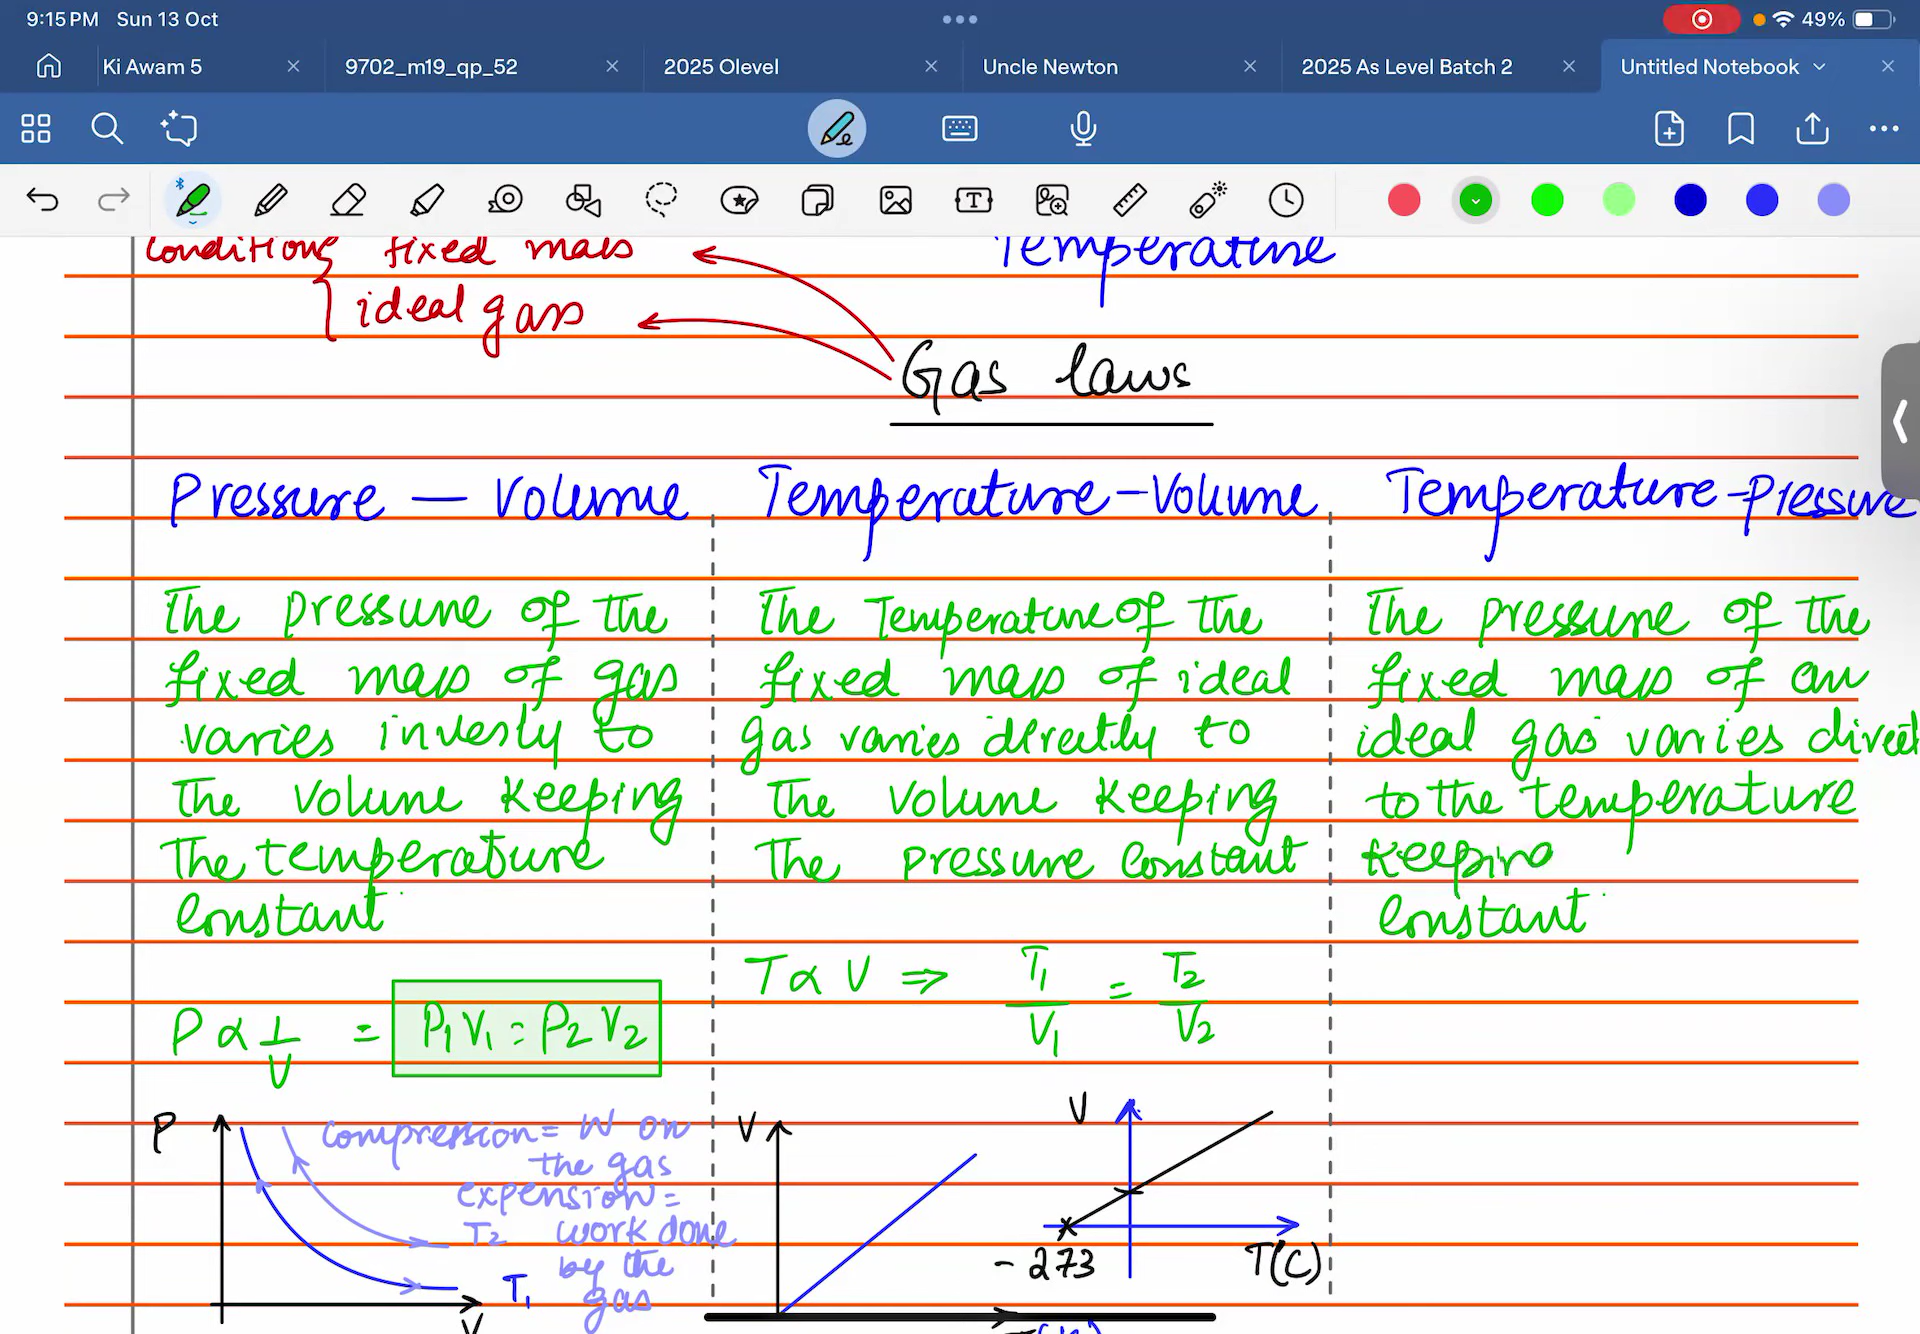 9:15 PM Sun 13 Oct
49%
Ki Awam 5
9702_m19_qp_52
2025 Olevel
Uncle Newton
2025 As Level Batch 2
Untitled Notebook
conditions fixed mass
ideal gass
Temperature
Gas laws
Pressure — Volume
The pressure of the
fixed mass of gas
varies inversly to
The volume keeping
The temperature
constant
P ∝ 1/V = P1V1 = P2V2
P
compression = W on
the gas
expension =
T2 work done
by the
T1 gas
V
Temperature-Volume
The Temperature of the
fixed mass of ideal
gas varies directly to
The volume keeping
The pressure constant
T ∝ V ⇒ T1/V1 = T2/V2
V
V
-273 T(C)
T(K)
Temperature-Pressure
The pressure of the
fixed mass of an
ideal gas varies direct
to the temperature
keeping
constant